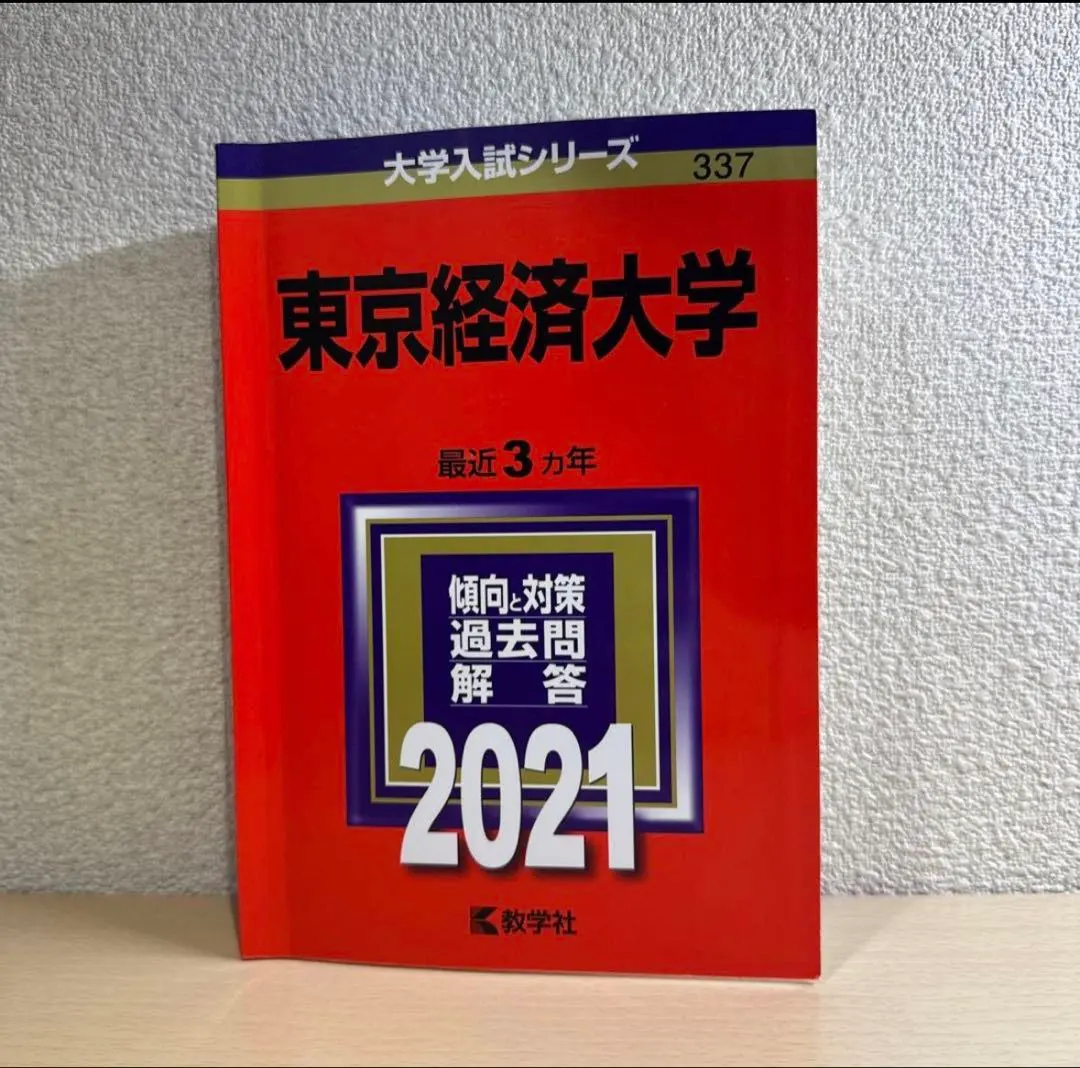 大学入試シリーズ 337
東京経済大学
最近3ヵ年
傾向と対策
過去問
解答
2021
教学社